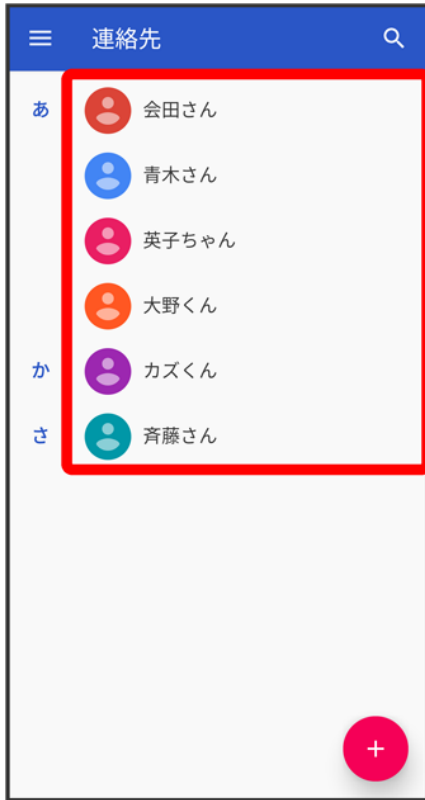 連絡先
あ
会田さん
青木さん
英子ちゃん
大野くん
か
カズくん
さ
斉藤さん